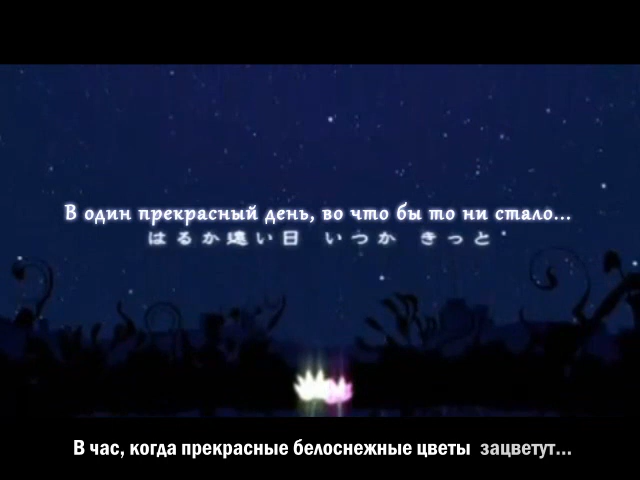 В один прекрасный день, во что бы то ни стало...
はるか遠い日 いつか きっと
В час, когда прекрасные белоснежные цветы зацветут...